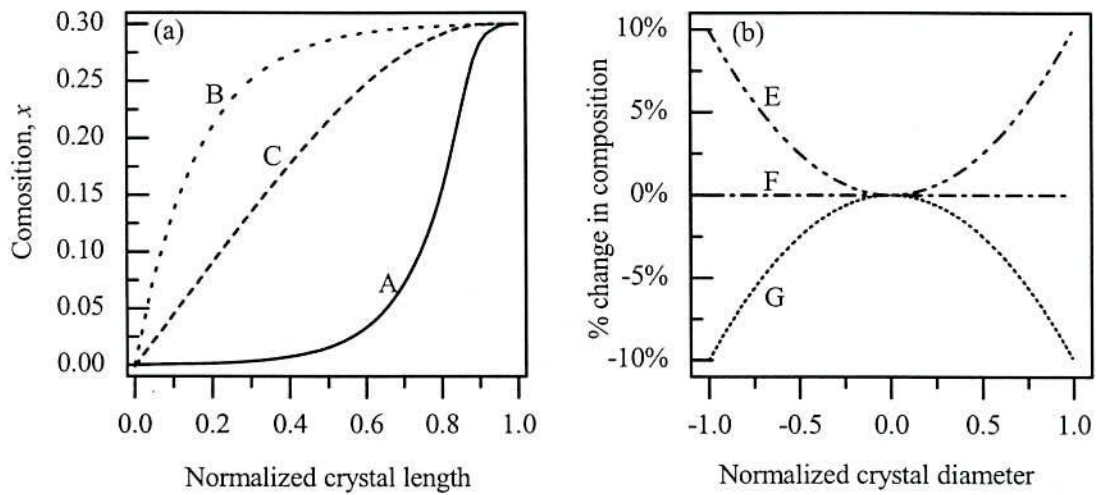 (a)
0.30
0.25
0.20
0.15
0.10
0.05
0.00
Comosition, x
B
C
A
0.0 0.2 0.4 0.6 0.8 1.0
Normalized crystal length
(b)
10%
5%
0%
-5%
-10%
% change in composition
E
F
G
-1.0 -0.5 0.0 0.5 1.0
Normalized crystal diameter